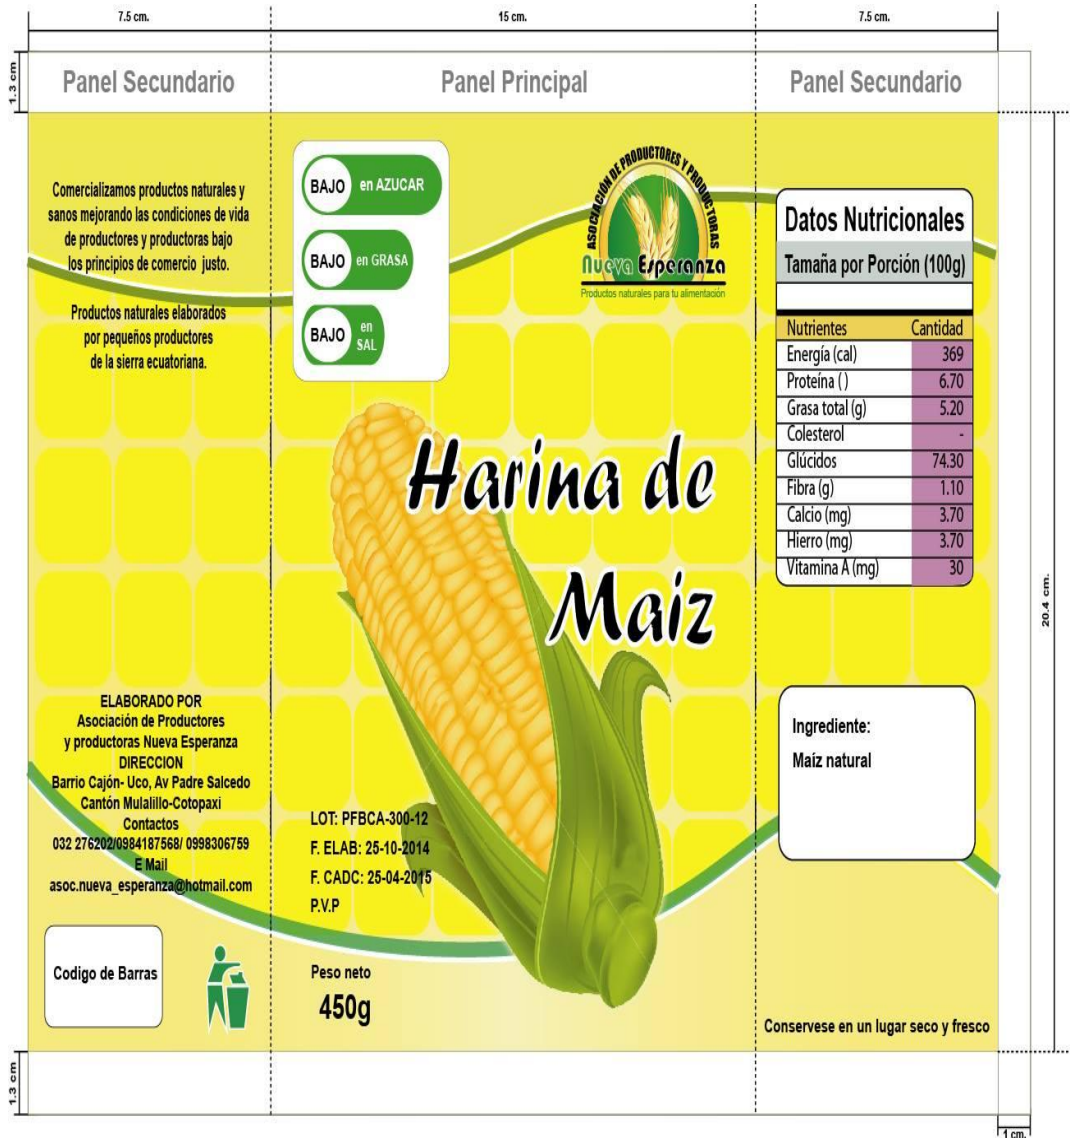 7.5 cm.
15 cm.
7.5 cm.
1.3 cm
Panel Secundario
Panel Principal
Panel Secundario
Comercializamos productos naturales y
sanos mejorando las condiciones de vida
de productores y productoras bajo
los principios de comercio justo.
Productos naturales elaborados
por pequeños productores
de la sierra ecuatoriana.
ELABORADO POR
Asociación de Productores
y productoras Nueva Esperanza
DIRECCION
Barrio Cajón- Uco, Av Padre Salcedo
Cantón Mulalillo-Cotopaxi
Contactos
032 276202/0984187568/ 0998306759
E Mail
asoc.nueva_esperanza@hotmail.com
Codigo de Barras
BAJO en AZUCAR
BAJO en GRASA
BAJO en
SAL
ASOCIACIÓN DE PRODUCTORES Y PRODUCTORAS
Nueva Esperanza
Productos naturales para tu alimentación
Harina de
Maiz
LOT: PFBCA-300-12
F. ELAB: 25-10-2014
F. CADC: 25-04-2015
P.V.P
Peso neto
450g
Datos Nutricionales
Tamaña por Porción (100g)
Nutrientes Cantidad
Energía (cal) 369
Proteína ( ) 6.70
Grasa total (g) 5.20
Colesterol -
Glúcidos 74.30
Fibra (g) 1.10
Calcio (mg) 3.70
Hierro (mg) 3.70
Vitamina A (mg) 30
Ingrediente:
Maíz natural
Conservese en un lugar seco y fresco
20.4 cm.
1.3 cm
1 cm.